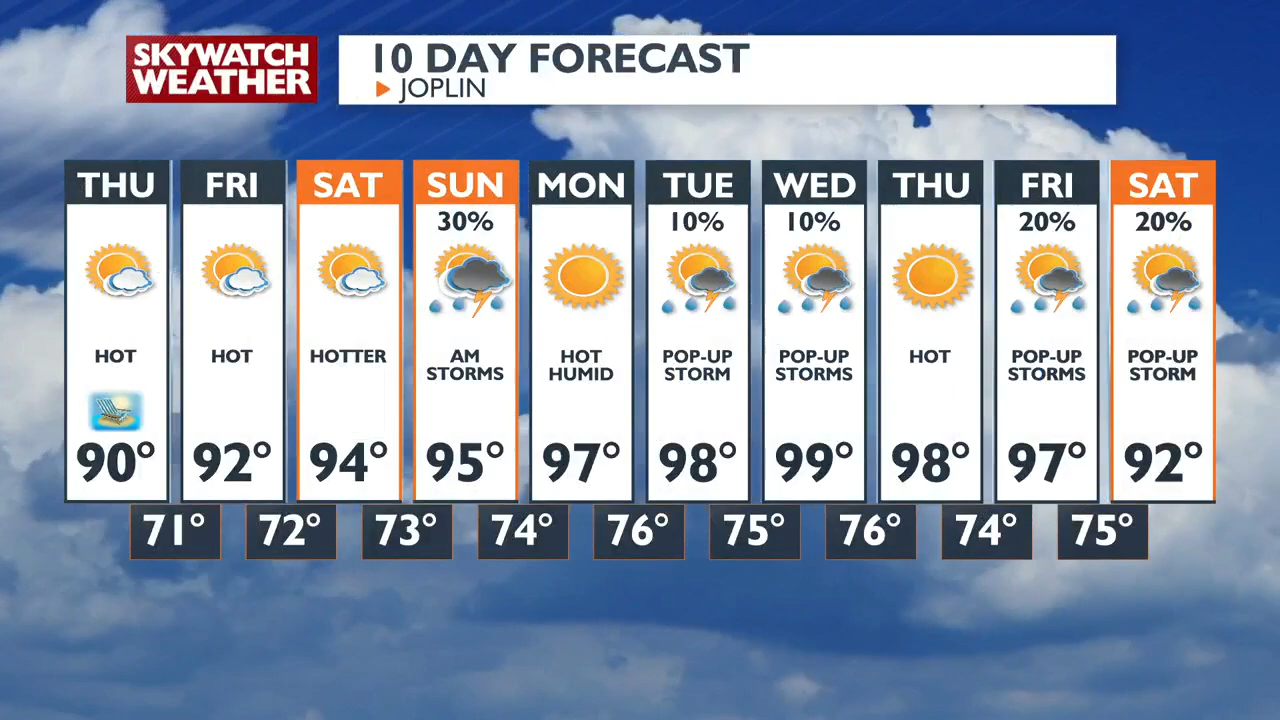 SKYWATCH
WEATHER
10 DAY FORECAST
JOPLIN
THU FRI SAT SUN MON TUE WED THU FRI SAT
30% 10% 10% 20% 20%
HOT HOT HOTTER AM HOT POP-UP POP-UP HOT POP-UP POP-UP
STORMS HUMID STORM STORMS STORMS STORM
90° 92° 94° 95° 97° 98° 99° 98° 97° 92°
71° 72° 73° 74° 76° 75° 76° 74° 75°